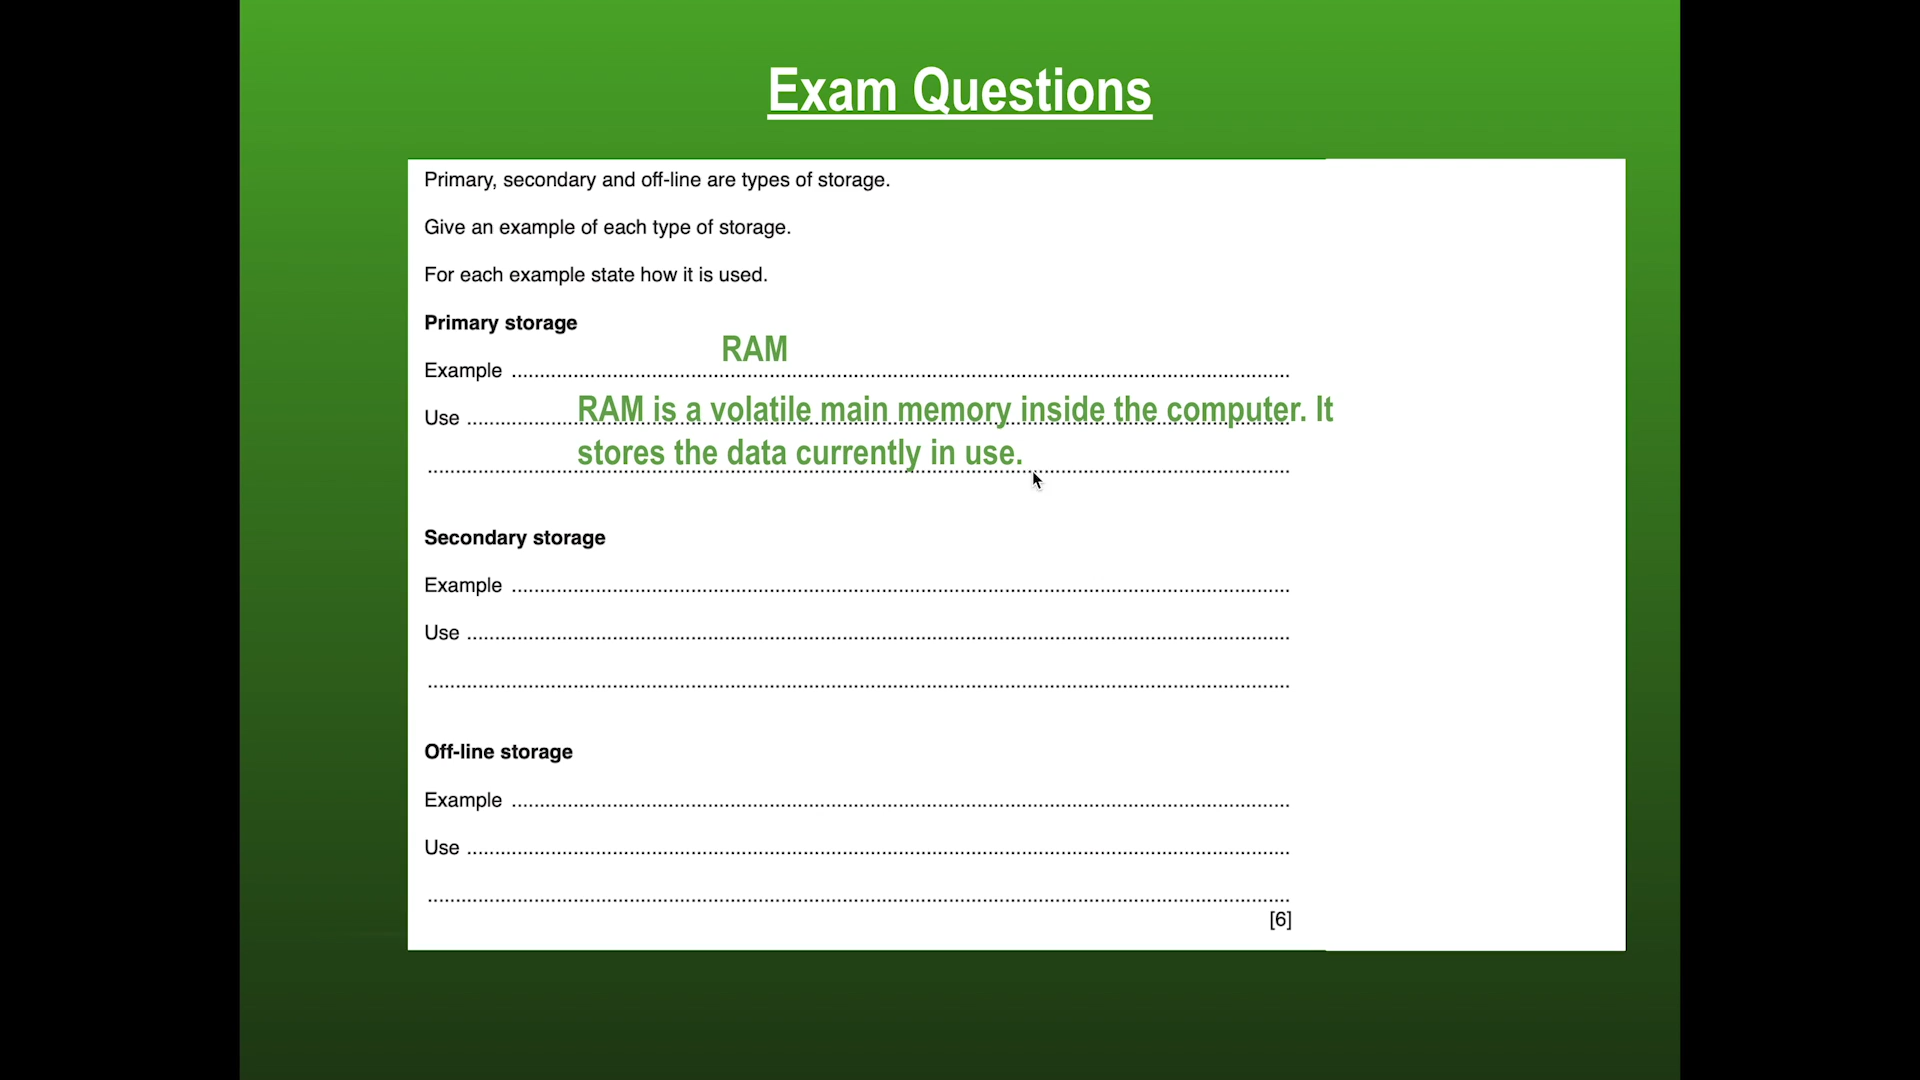 Exam Questions
Primary, secondary and off-line are types of storage.
Give an example of each type of storage.
For each example state how it is used.
Primary storage
RAM
Example ........................................................................................................................................
Use ........................................................................................................................................
RAM is a volatile main memory inside the computer. It
stores the data currently in use.
........................................................................................................................................
Secondary storage
Example ........................................................................................................................................
Use ........................................................................................................................................
........................................................................................................................................
Off-line storage
Example ........................................................................................................................................
Use ........................................................................................................................................
........................................................................................................................................
[6]